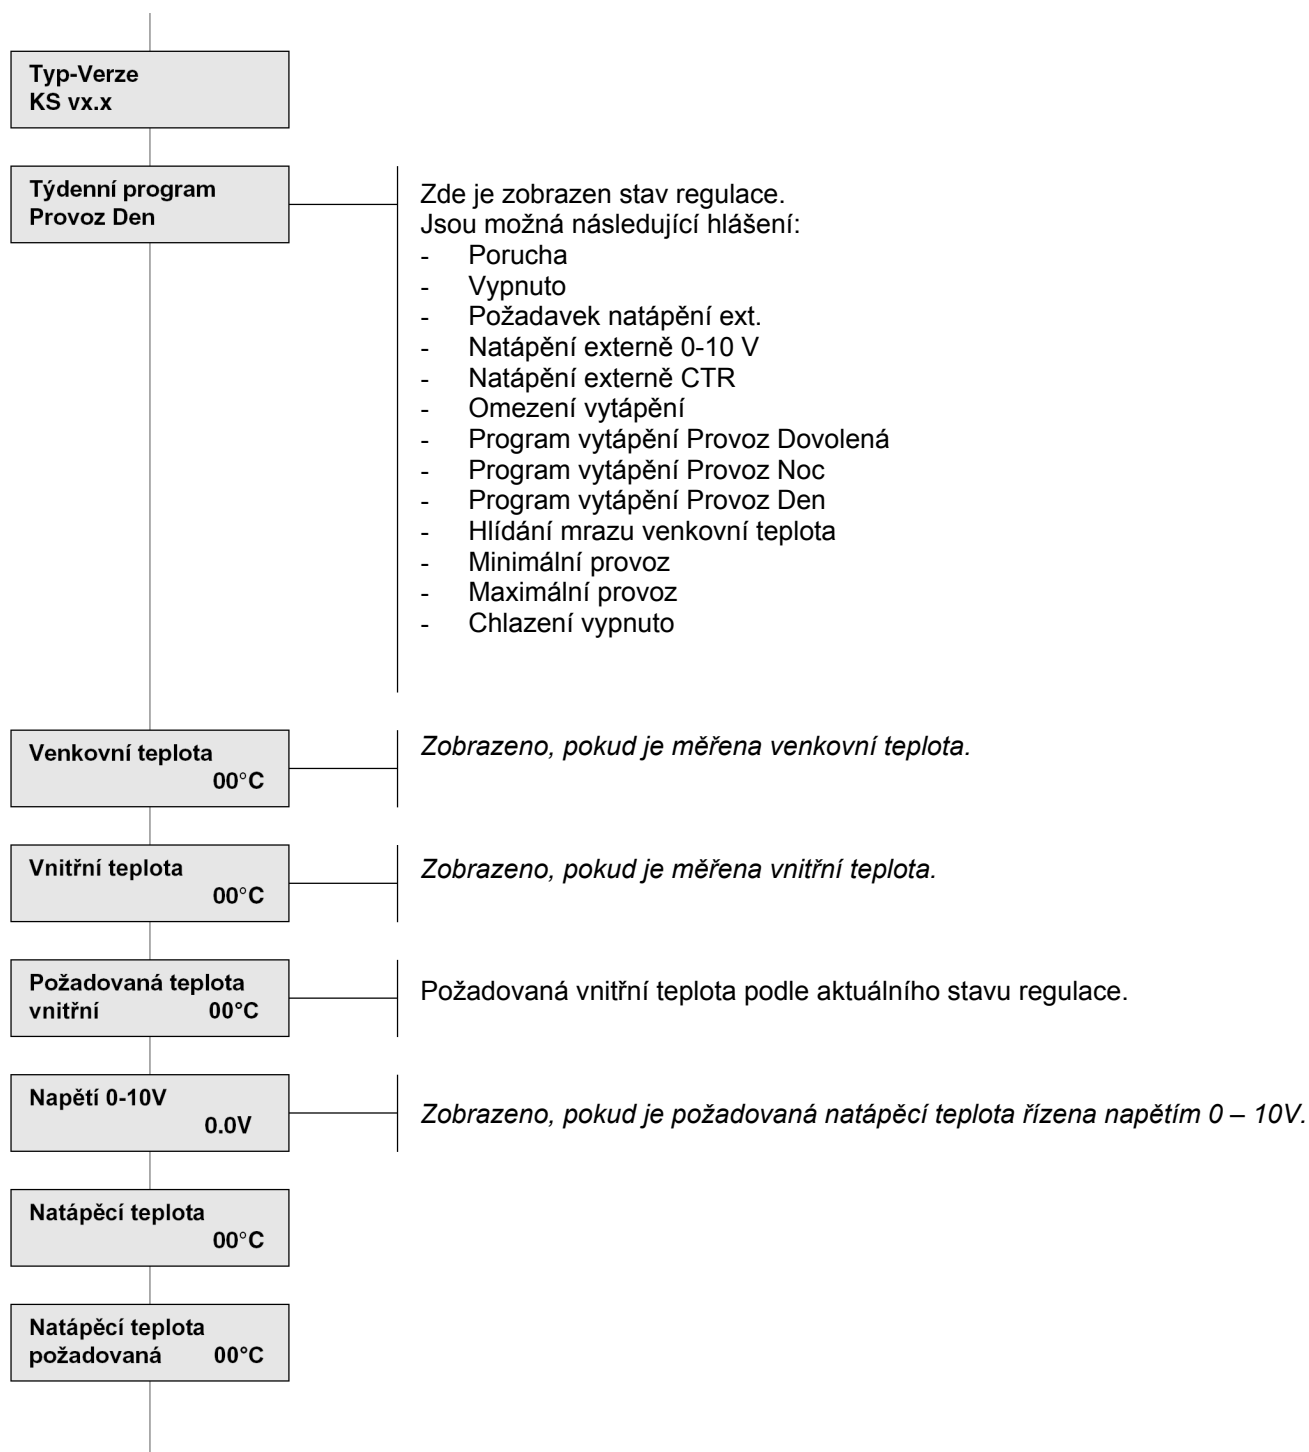 Typ-Verze
KS vx.x
Týdenní program
Provoz Den
Zde je zobrazen stav regulace.
Jsou možná následující hlášení:
- Porucha
- Vypnuto
- Požadavek natápění ext.
- Natápění externě 0-10 V
- Natápění externě CTR
- Omezení vytápění
- Program vytápění Provoz Dovolená
- Program vytápění Provoz Noc
- Program vytápění Provoz Den
- Hlídání mrazu venkovní teplota
- Minimální provoz
- Maximální provoz
- Chlazení vypnuto
Venkovní teplota
00°C
Zobrazeno, pokud je měřena venkovní teplota.
Vnitřní teplota
00°C
Zobrazeno, pokud je měřena vnitřní teplota.
Požadovaná teplota
vnitřní 00°C
Požadovaná vnitřní teplota podle aktuálního stavu regulace.
Napětí 0-10V
0.0V
Zobrazeno, pokud je požadovaná natápěcí teplota řízena napětím 0 – 10V.
Natápěcí teplota
00°C
Natápěcí teplota
požadovaná 00°C